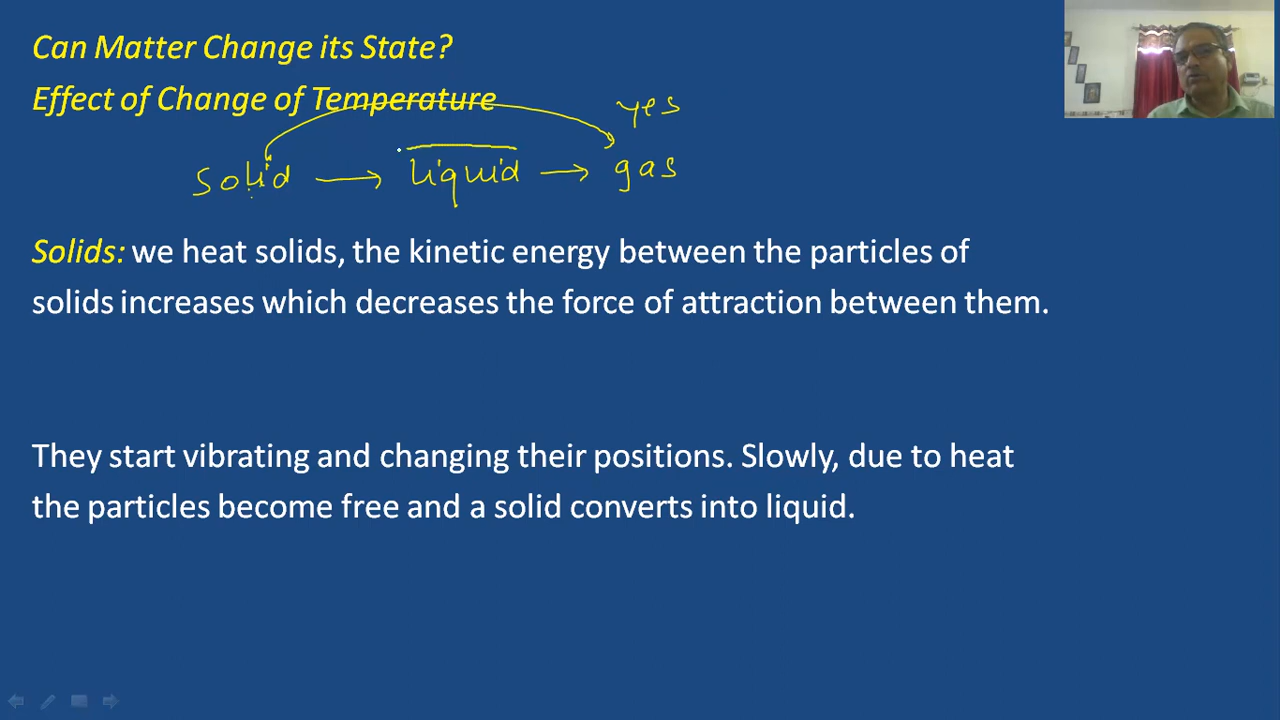 Can Matter Change its State?
Effect of Change of Temperature
yes
solid → liquid → gas
Solids: we heat solids, the kinetic energy between the particles of
solids increases which decreases the force of attraction between them.
They start vibrating and changing their positions. Slowly, due to heat
the particles become free and a solid converts into liquid.